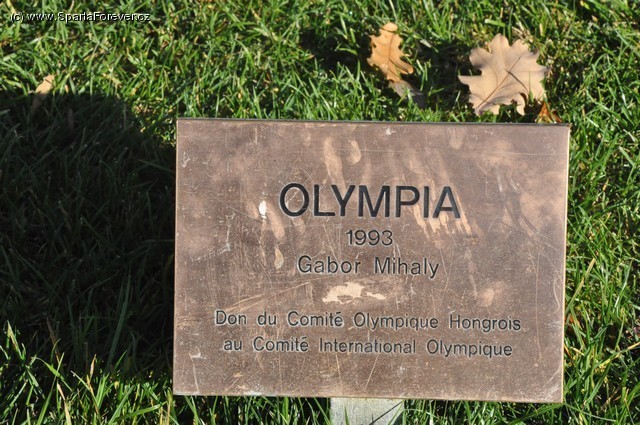 (c) www.SpartaForever.cz
OLYMPIA
1993
Gabor Mihaly
Don du Comité Olympique Hongrois
au Comité International Olympique